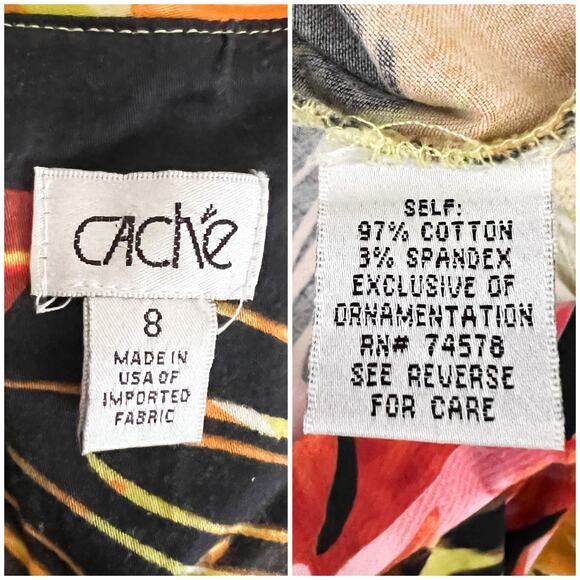 CAChé
8
MADE IN
USA OF
IMPORTED
FABRIC
SELF:
97% COTTON
3% SPANDEX
EXCLUSIVE OF
ORNAMENTATION
RN# 74578
SEE REVERSE
FOR CARE